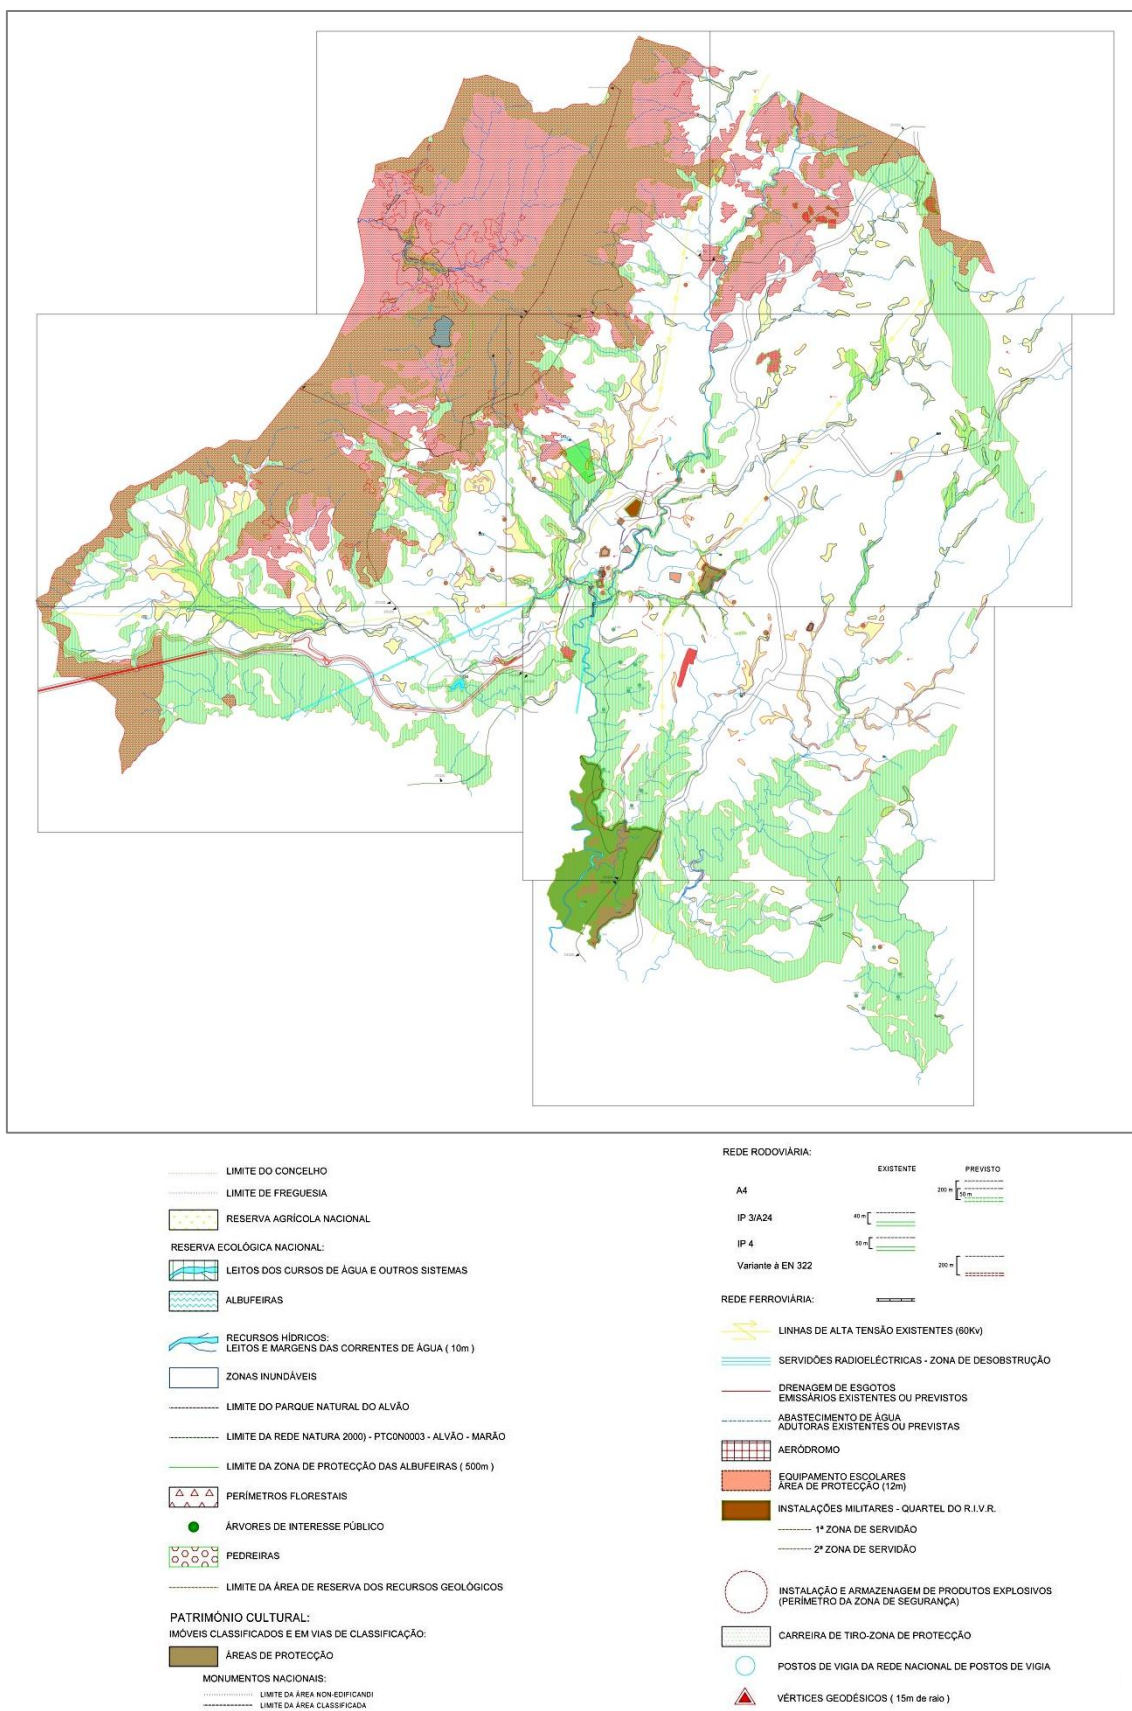 LIMITE DO CONCELHO
LIMITE DE FREGUESIA
RESERVA AGRÍCOLA NACIONAL
RESERVA ECOLÓGICA NACIONAL:
LEITOS DOS CURSOS DE ÁGUA E OUTROS SISTEMAS
ALBUFEIRAS
RECURSOS HÍDRICOS:
LEITOS E MARGENS DAS CORRENTES DE ÁGUA ( 10m )
ZONAS INUNDÁVEIS
LIMITE DO PARQUE NATURAL DO ALVÃO
LIMITE DA REDE NATURA 2000) - PTC0N0003 - ALVÃO - MARÃO
LIMITE DA ZONA DE PROTECÇÃO DAS ALBUFEIRAS ( 500m )
PERÍMETROS FLORESTAIS
ÁRVORES DE INTERESSE PÚBLICO
PEDREIRAS
LIMITE DA ÁREA DE RESERVA DOS RECURSOS GEOLÓGICOS
PATRIMÓNIO CULTURAL:
IMÓVEIS CLASSIFICADOS E EM VIAS DE CLASSIFICAÇÃO:
ÁREAS DE PROTECÇÃO
MONUMENTOS NACIONAIS:
LIMITE DA ÁREA NON-EDIFICANDI
LIMITE DA ÁREA CLASSIFICADA
REDE RODOVIÁRIA:
EXISTENTE PREVISTO
A4 200 m 50 m
IP 3/A24 40 m
IP 4 50 m
Variante à EN 322 200 m
REDE FERROVIÁRIA:
LINHAS DE ALTA TENSÃO EXISTENTES (60Kv)
SERVIDÕES RADIOELÉCTRICAS - ZONA DE DESOBSTRUÇÃO
DRENAGEM DE ESGOTOS
EMISSÁRIOS EXISTENTES OU PREVISTOS
ABASTECIMENTO DE ÁGUA
ADUTORAS EXISTENTES OU PREVISTAS
AERÓDROMO
EQUIPAMENTO ESCOLARES
ÁREA DE PROTECÇÃO (12m)
INSTALAÇÕES MILITARES - QUARTEL DO R.I.V.R.
1ª ZONA DE SERVIDÃO
2ª ZONA DE SERVIDÃO
INSTALAÇÃO E ARMAZENAGEM DE PRODUTOS EXPLOSIVOS
(PERÍMETRO DA ZONA DE SEGURANÇA)
CARREIRA DE TIRO-ZONA DE PROTECÇÃO
POSTOS DE VIGIA DA REDE NACIONAL DE POSTOS DE VIGIA
VÉRTICES GEODÉSICOS ( 15m de raio )